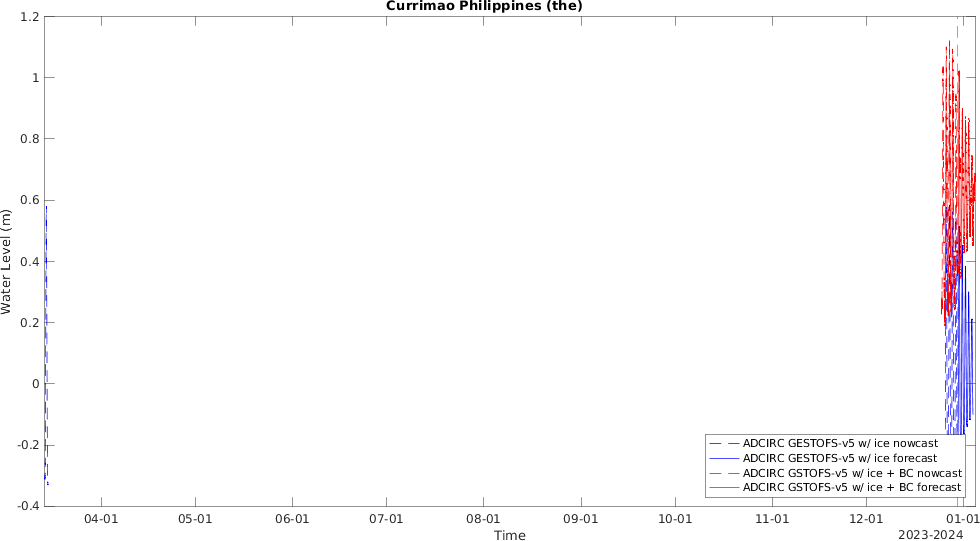 Currimao Philippines (the)
1.2
1
0.8
0.6
0.4
0.2
0
-0.2
-0.4
Water Level (m)
ADCIRC GESTOFS-v5 w/ ice nowcast
ADCIRC GESTOFS-v5 w/ ice forecast
ADCIRC GSTOFS-v5 w/ ice + BC nowcast
ADCIRC GSTOFS-v5 w/ ice + BC forecast
04-01 05-01 06-01 07-01 08-01 09-01 10-01 11-01 12-01 01-01
Time
2023-2024